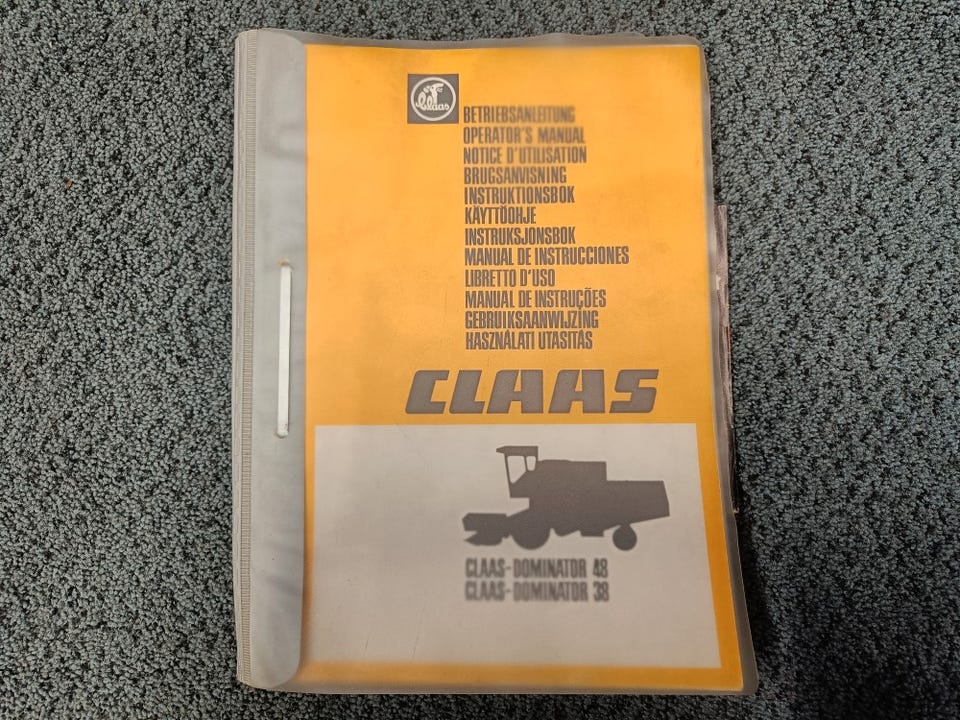 Claas
BETRIEBSANLEITUNG
OPERATOR'S MANUAL
NOTICE D'UTILISATION
BRUGSANVISNING
INSTRUKTIONSBOK
KÄYTTÖOHJE
INSTRUKSJONSBOK
MANUAL DE INSTRUCCIONES
LIBRETTO D'USO
MANUAL DE INSTRUÇÕES
GEBRUIKSAANWIJZING
HASZNÁLATI UTASITÁS
CLAAS
CLAAS-DOMINATOR 48
CLAAS-DOMINATOR 38